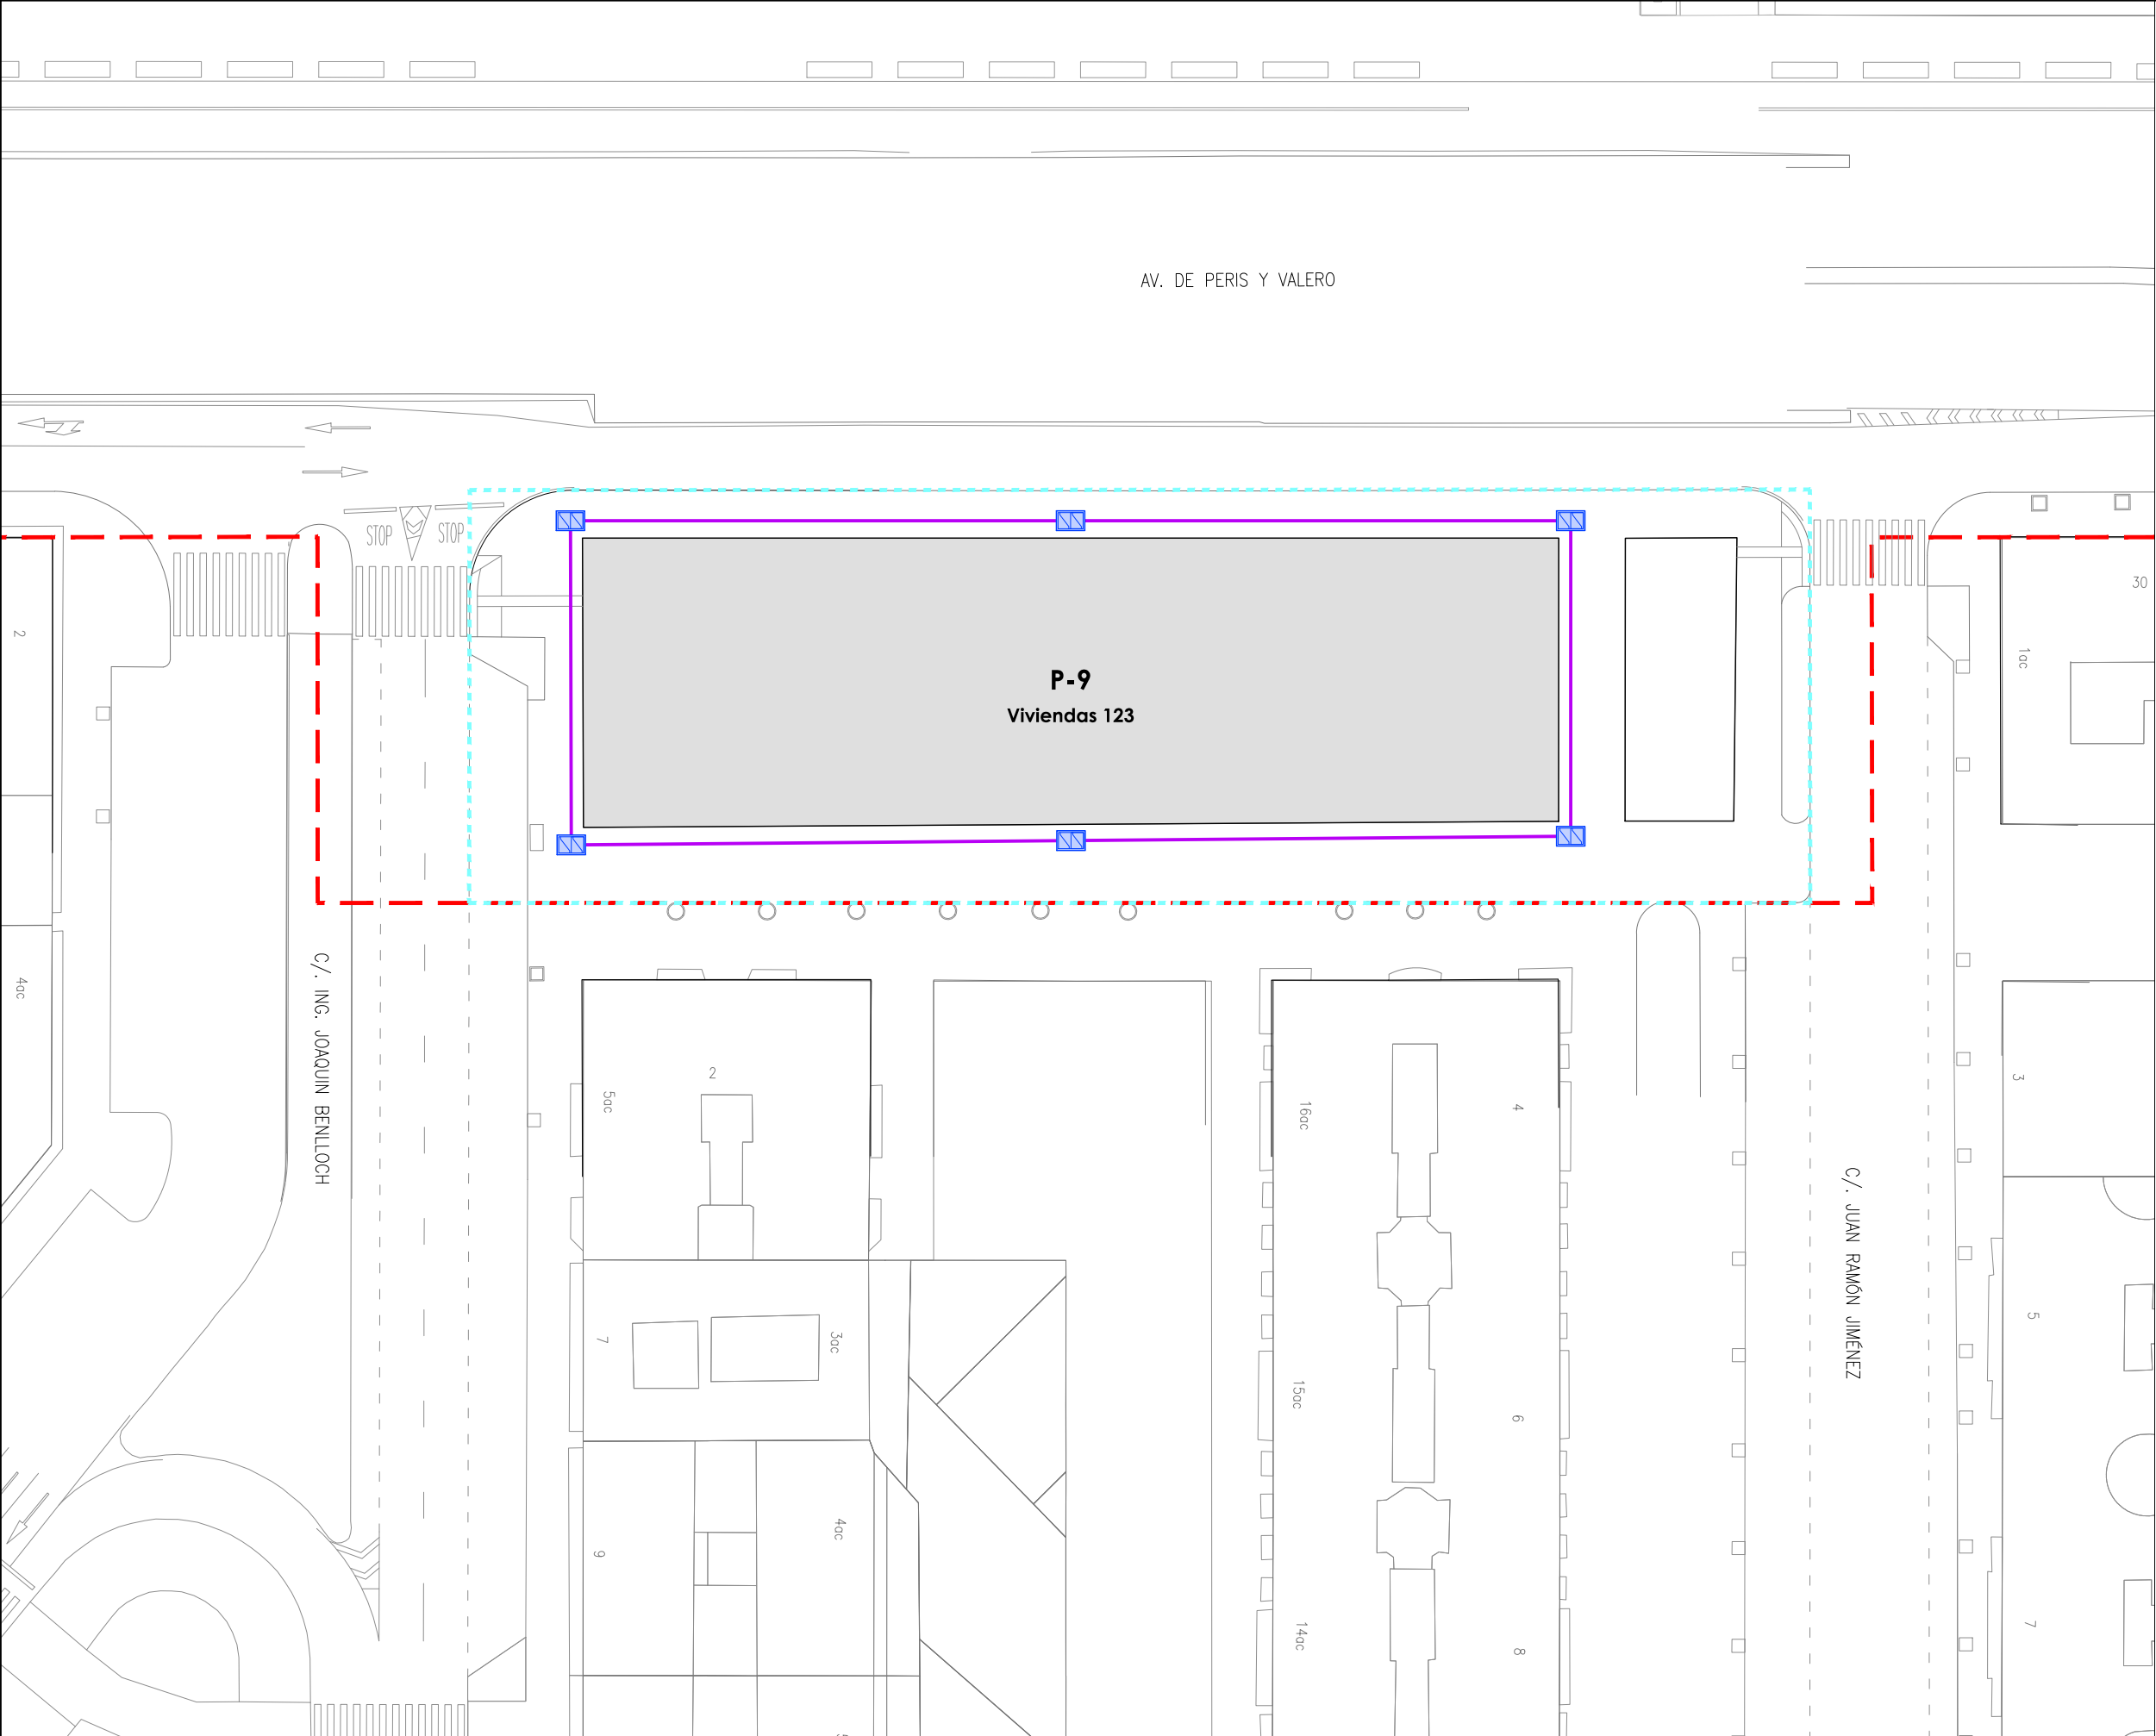 AV. DE PERIS Y VALERO
STOP
STOP
30
2
1ac
P-9
Viviendas 123
4ac
C/. ING. JOAQUIN BENLLOCH
2
5ac
16ac
4
3
C/. JUAN RAMÓN JIMÉNEZ
7
3ac
5
15ac
6
4ac
9
14ac
8
7